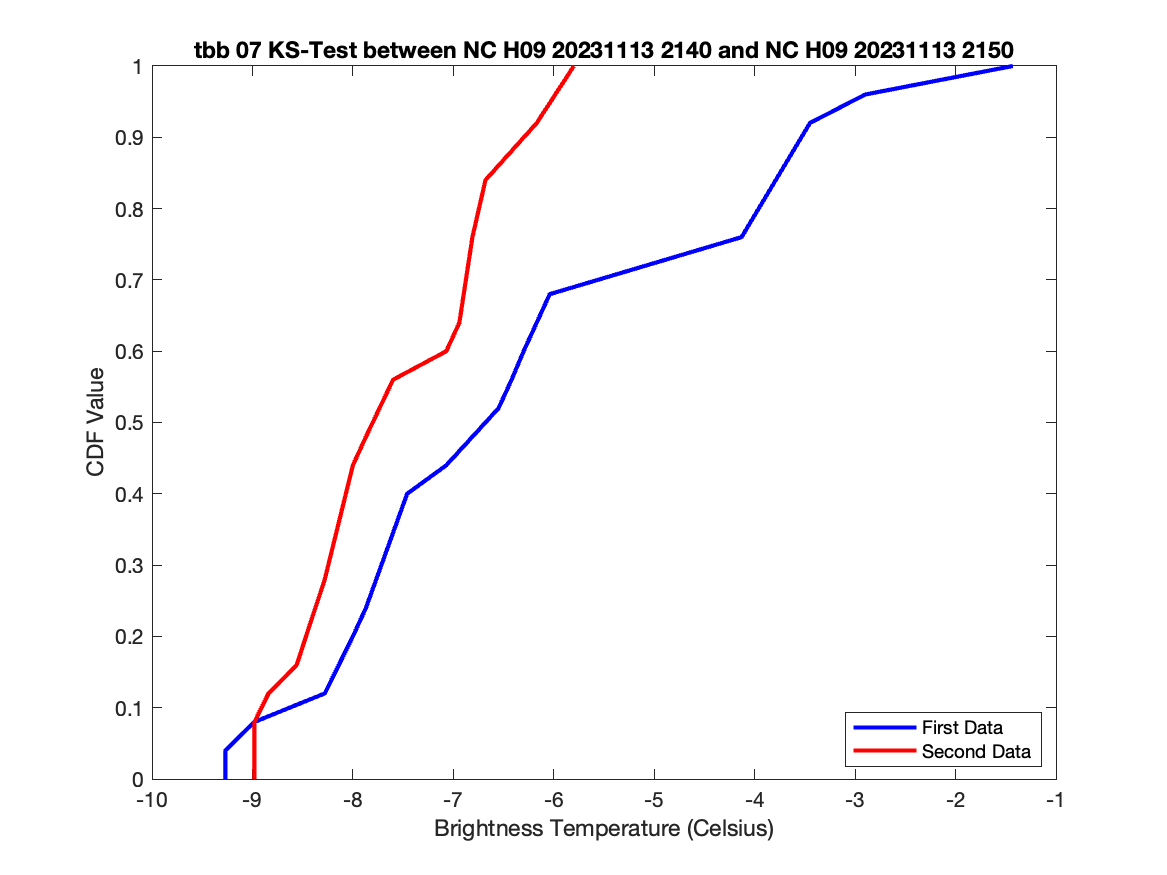 tbb 07 KS-Test between NC H09 20231113 2140 and NC H09 20231113 2150
1
0.9
0.8
0.7
0.6
0.5
0.4
0.3
0.2
0.1
0
CDF Value
First Data
Second Data
-10 -9 -8 -7 -6 -5 -4 -3 -2 -1
Brightness Temperature (Celsius)